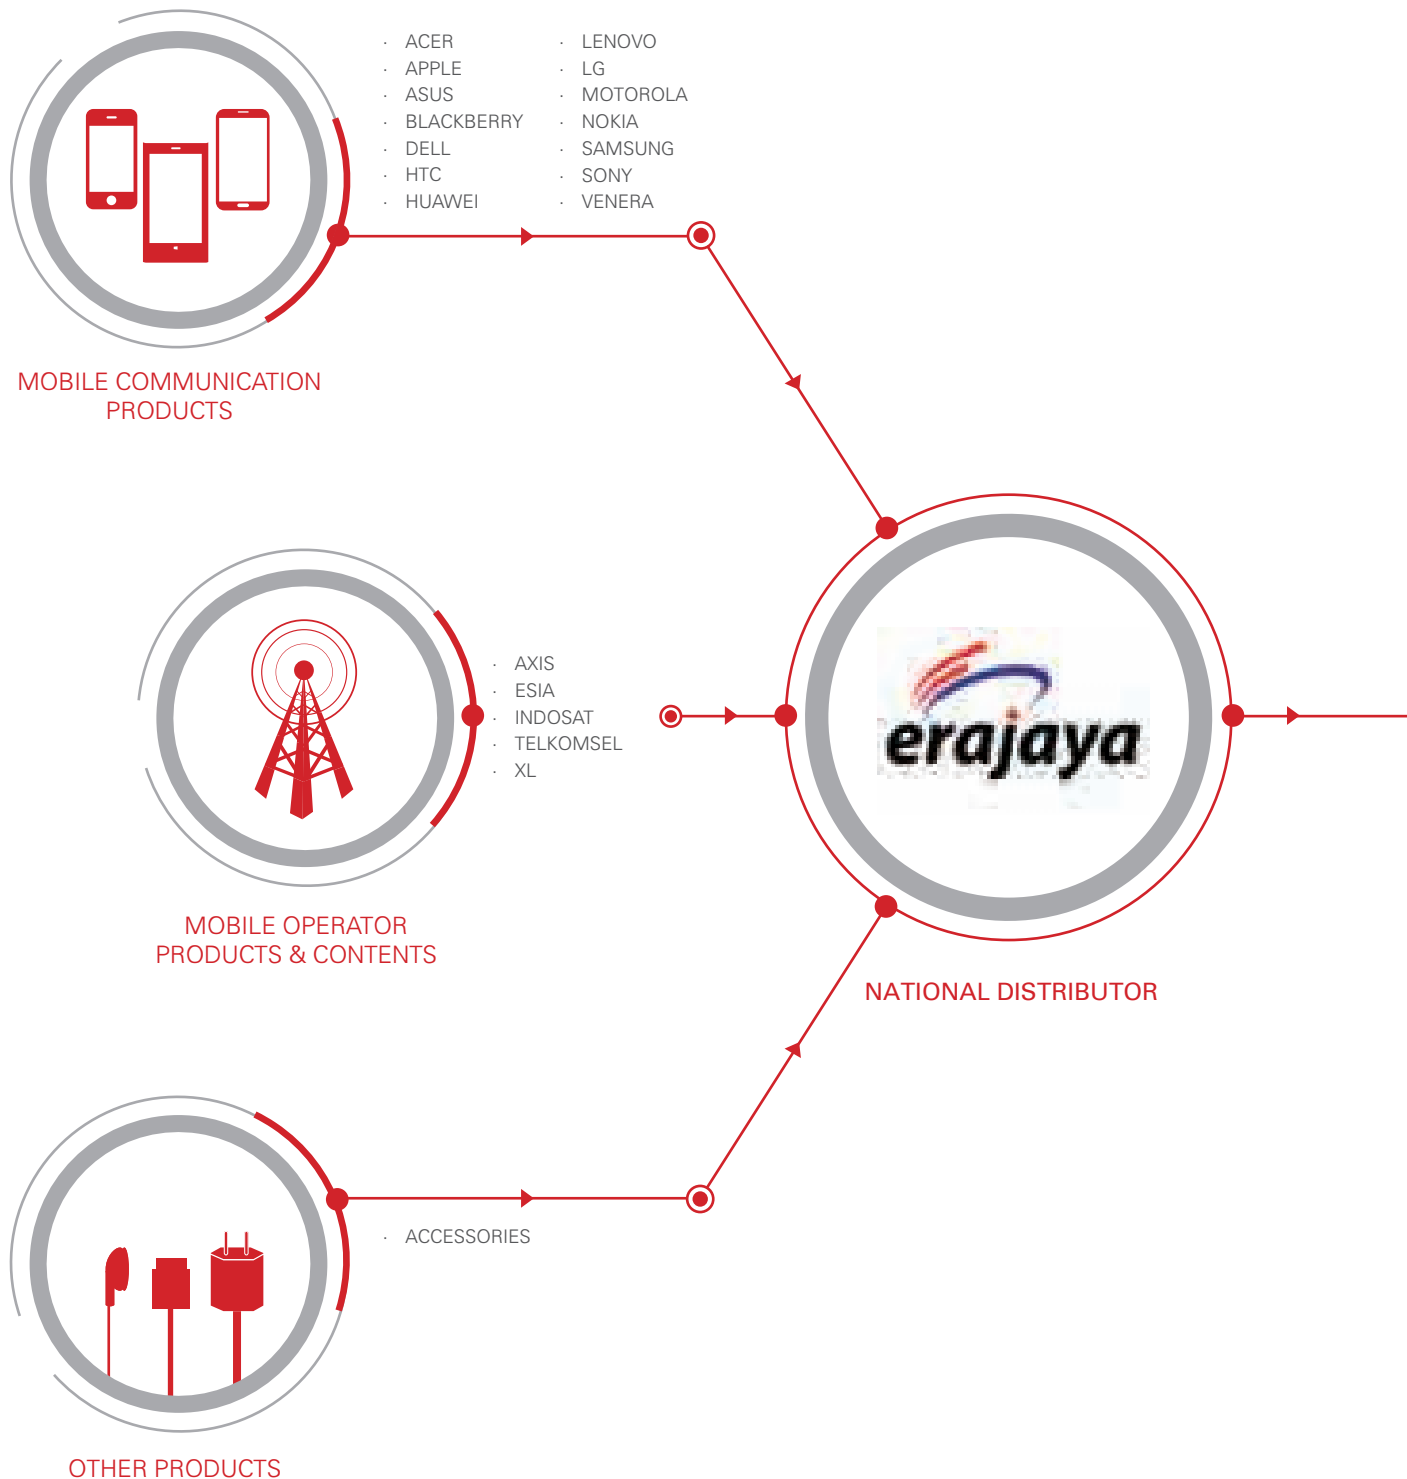 · ACER
· APPLE
· ASUS
· BLACKBERRY
· DELL
· HTC
· HUAWEI
· LENOVO
· LG
· MOTOROLA
· NOKIA
· SAMSUNG
· SONY
· VENERA
MOBILE COMMUNICATION
PRODUCTS
· AXIS
· ESIA
· INDOSAT
· TELKOMSEL
· XL
MOBILE OPERATOR
PRODUCTS & CONTENTS
erajaya
NATIONAL DISTRIBUTOR
· ACCESSORIES
OTHER PRODUCTS